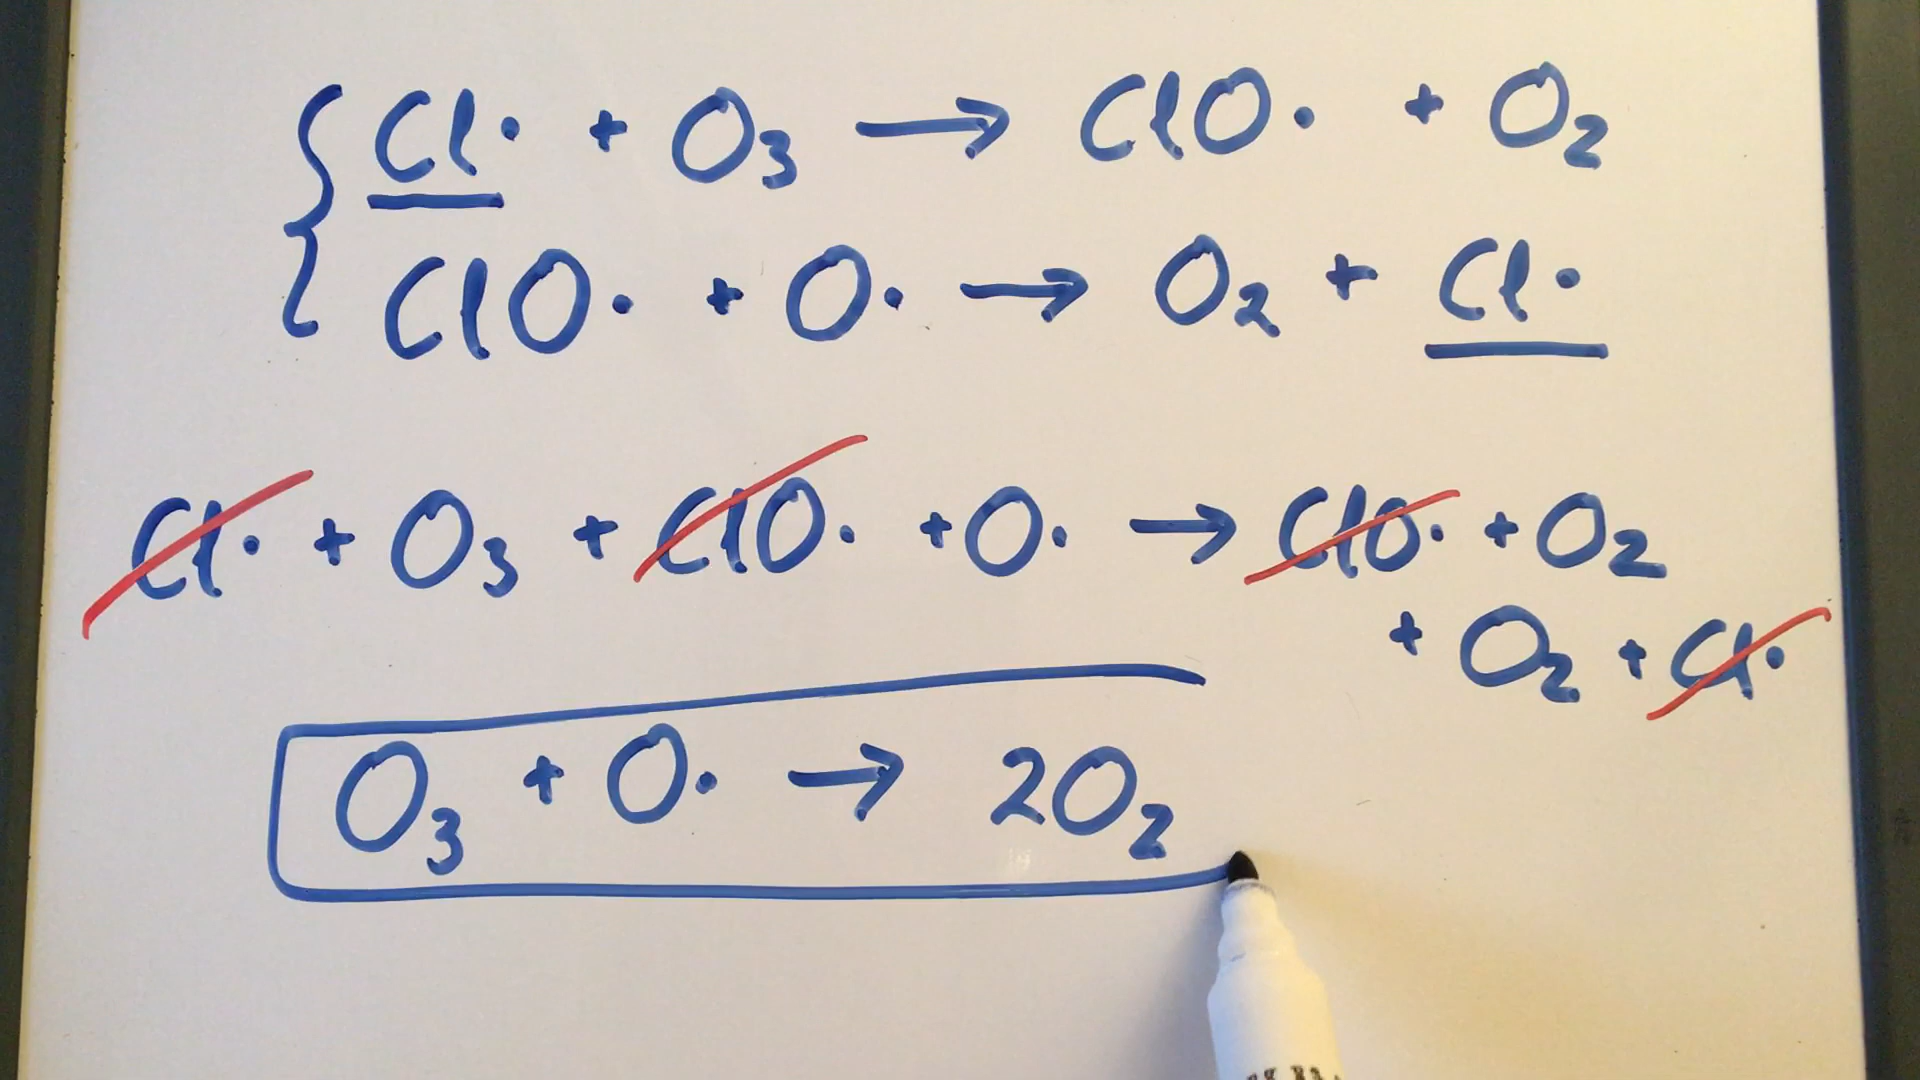 Cl· + O₃ → ClO· + O₂
ClO· + O· → O₂ + Cl·
Cl· + O₃ + ClO· + O· → ClO· + O₂
+ O₂ + Cl·
O₃ + O· → 2O₂